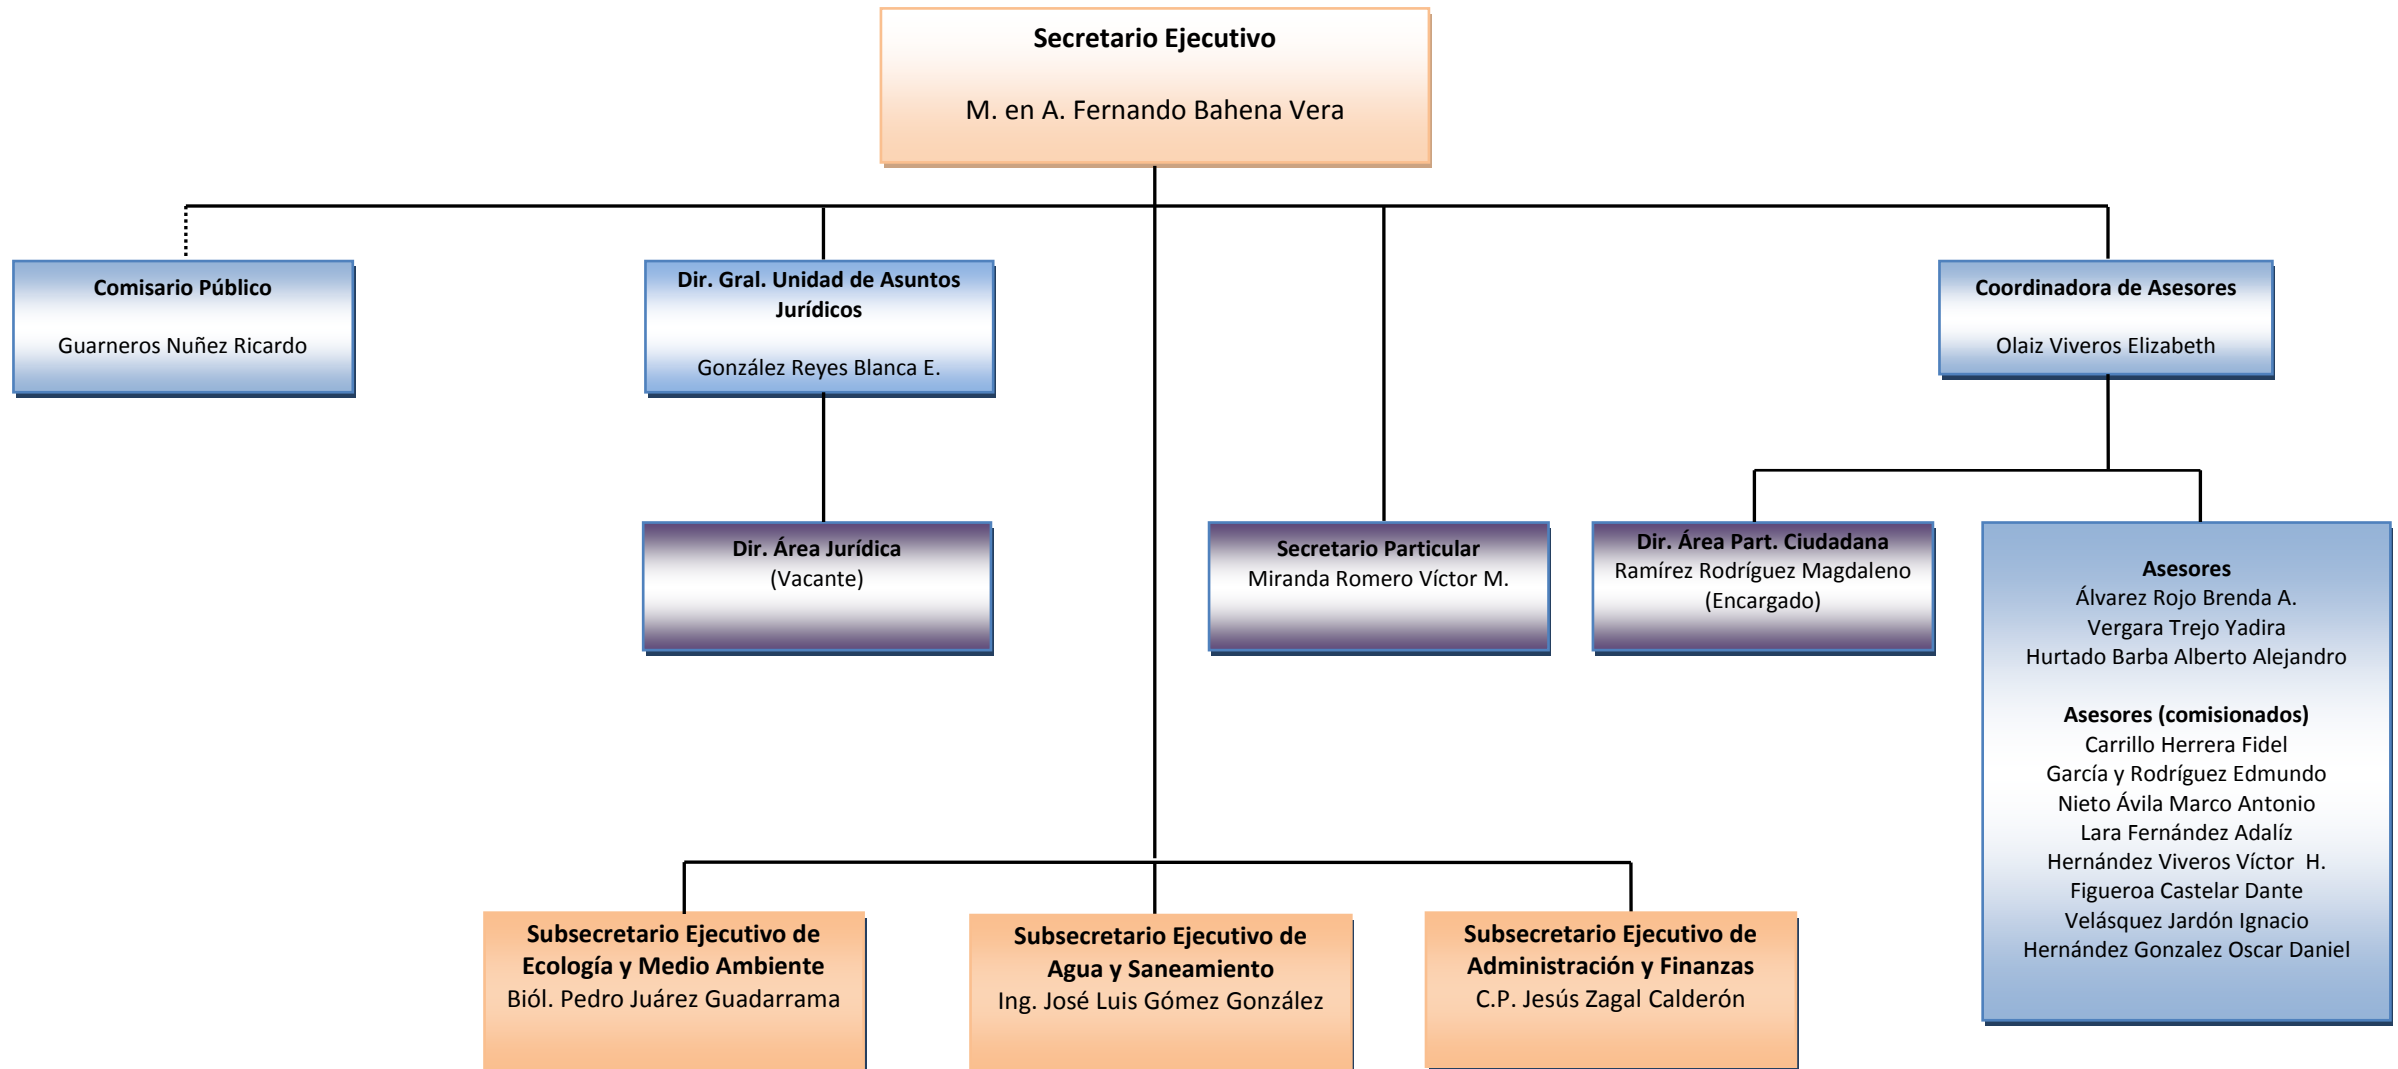 Secretario Ejecutivo
M. en A. Fernando Bahena Vera
Comisario Público
Guarneros Nuñez Ricardo
Dir. Gral. Unidad de Asuntos
Jurídicos
González Reyes Blanca E.
Coordinadora de Asesores
Olaiz Viveros Elizabeth
Dir. Área Jurídica
(Vacante)
Secretario Particular
Miranda Romero Víctor M.
Dir. Área Part. Ciudadana
Ramírez Rodríguez Magdaleno
(Encargado)
Asesores
Álvarez Rojo Brenda A.
Vergara Trejo Yadira
Hurtado Barba Alberto Alejandro
Asesores (comisionados)
Carrillo Herrera Fidel
García y Rodríguez Edmundo
Nieto Ávila Marco Antonio
Lara Fernández Adalíz
Hernández Viveros Víctor  H.
Figueroa Castelar Dante
Velásquez Jardón Ignacio
Hernández Gonzalez Oscar Daniel
Subsecretario Ejecutivo de
Ecología y Medio Ambiente
Biól. Pedro Juárez Guadarrama
Subsecretario Ejecutivo de
Agua y Saneamiento
Ing. José Luis Gómez González
Subsecretario Ejecutivo de
Administración y Finanzas
C.P. Jesús Zagal Calderón